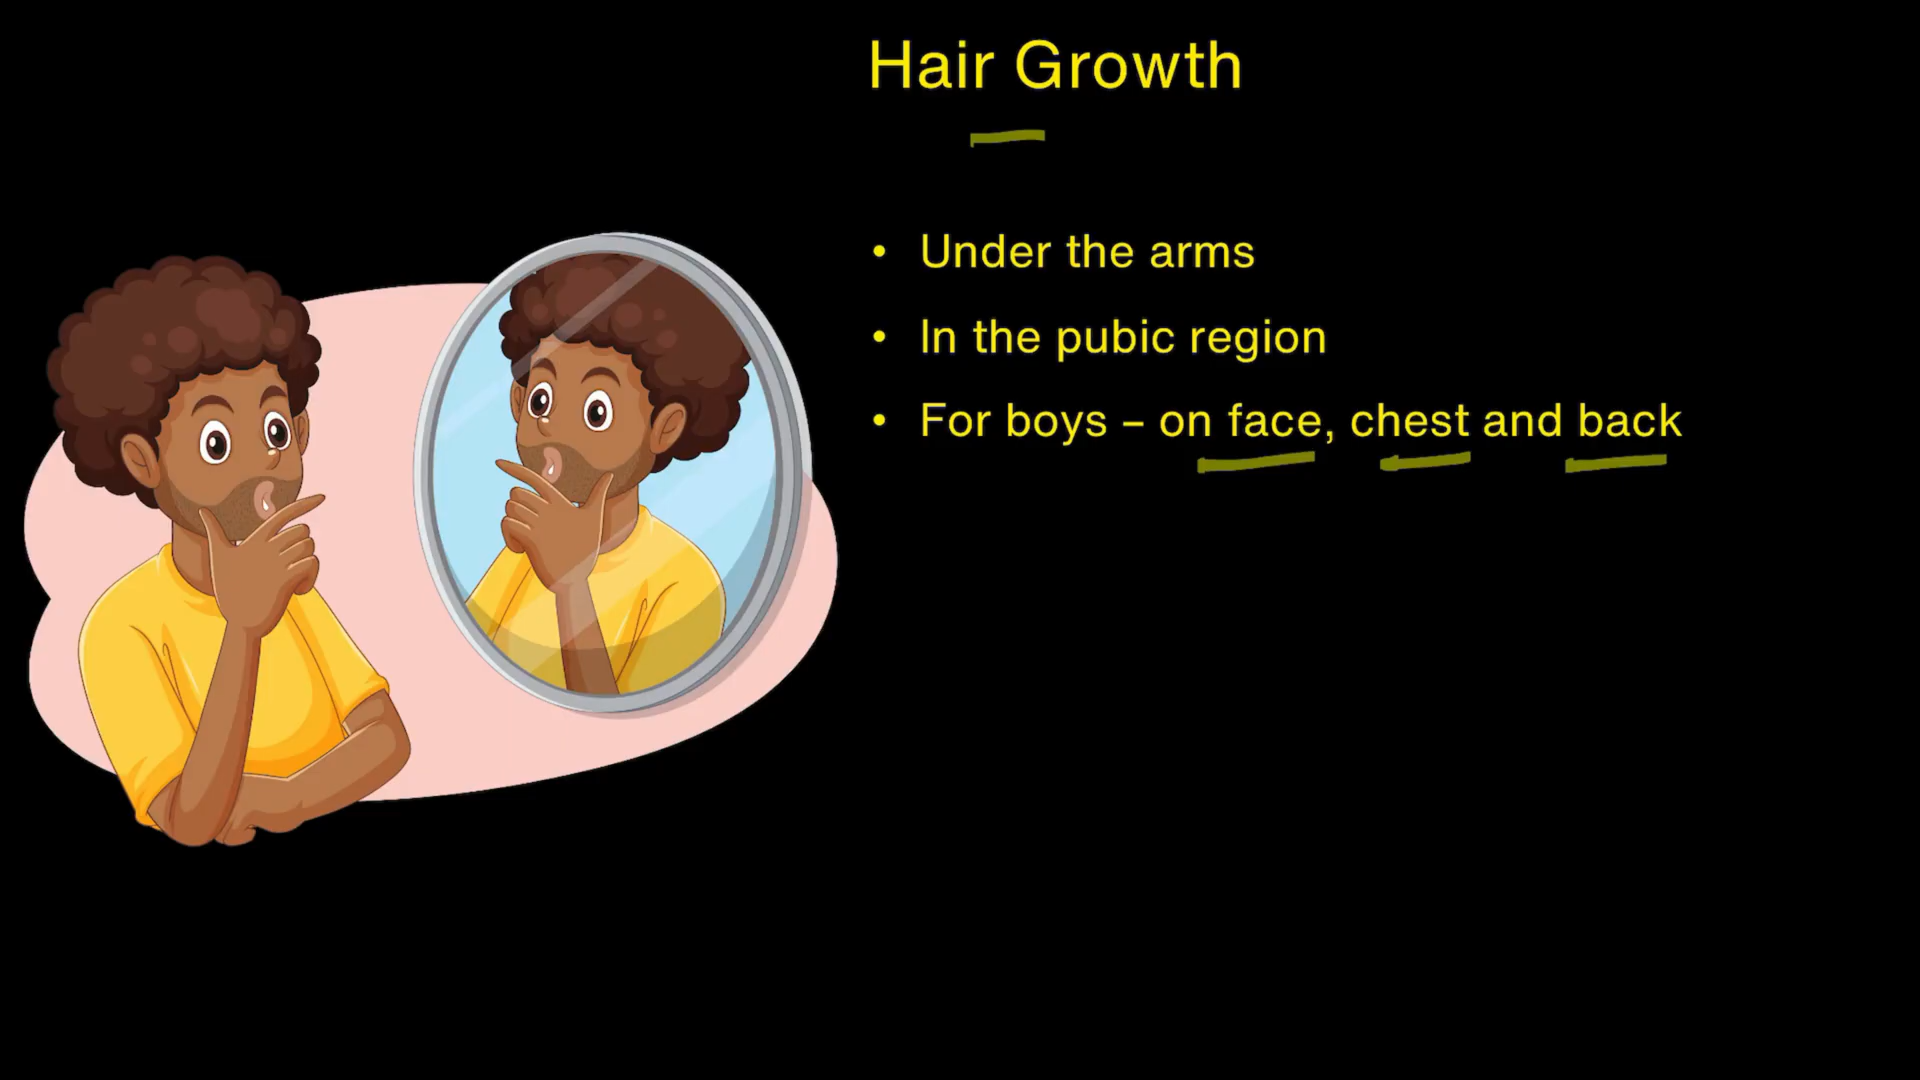 Hair Growth
• Under the arms
• In the pubic region
• For boys – on face, chest and back